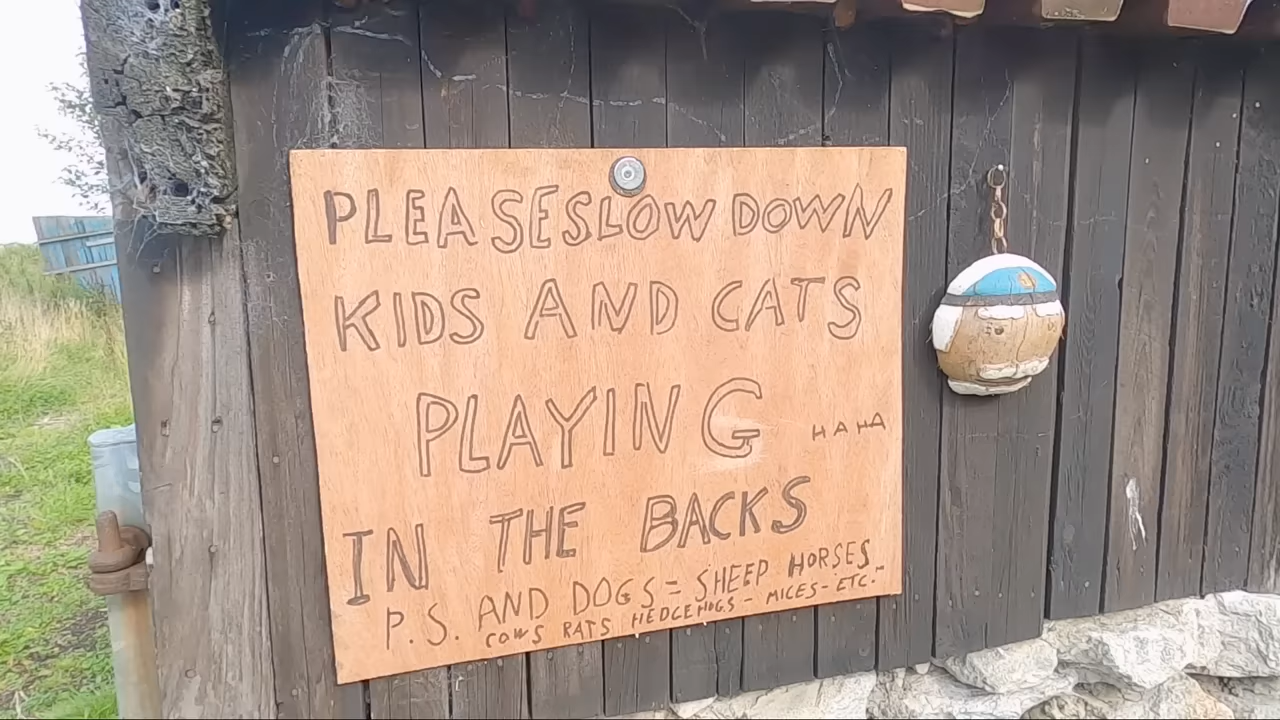 PLEASE SLOW DOWN
KIDS AND CATS
PLAYING HAHA
IN THE BACKS
P.S. AND DOGS = SHEEP HORSES
COWS RATS HEDGEHOGS - MICES - ETC."